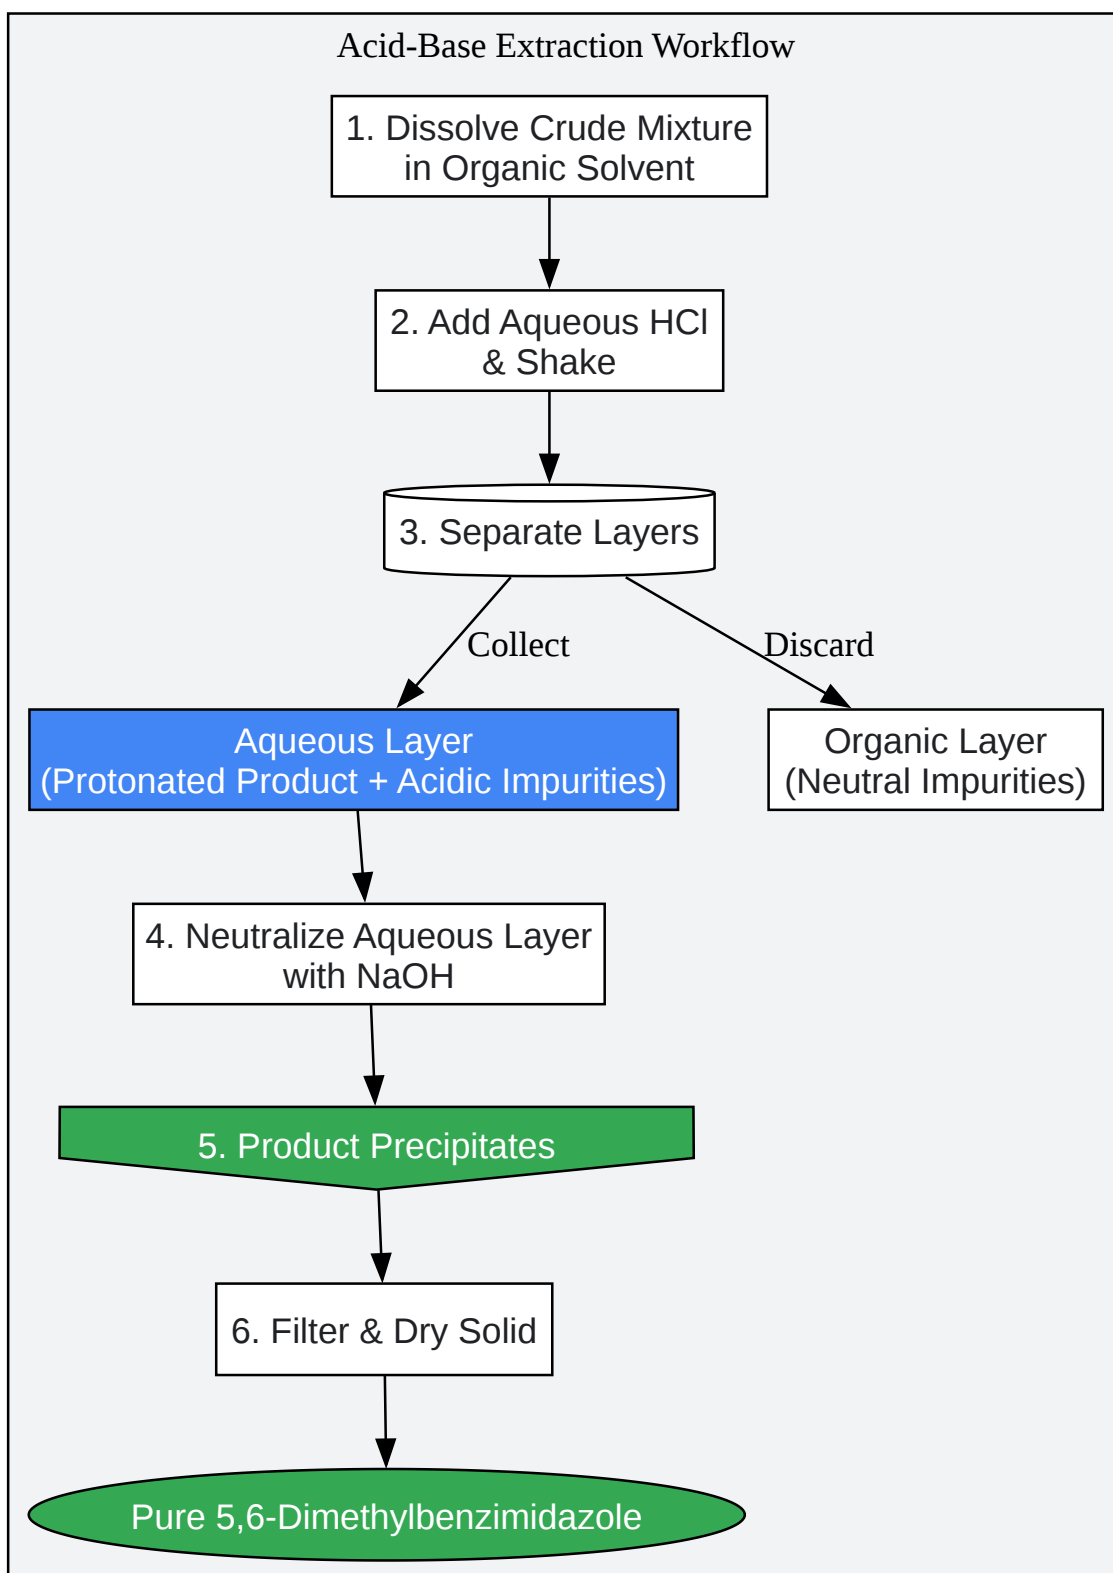 Acid-Base Extraction Workflow
1. Dissolve Crude Mixture
in Organic Solvent
2. Add Aqueous HCl
& Shake
3. Separate Layers
Collect
Discard
Aqueous Layer
(Protonated Product + Acidic Impurities)
Organic Layer
(Neutral Impurities)
4. Neutralize Aqueous Layer
with NaOH
5. Product Precipitates
6. Filter & Dry Solid
Pure 5,6-Dimethylbenzimidazole